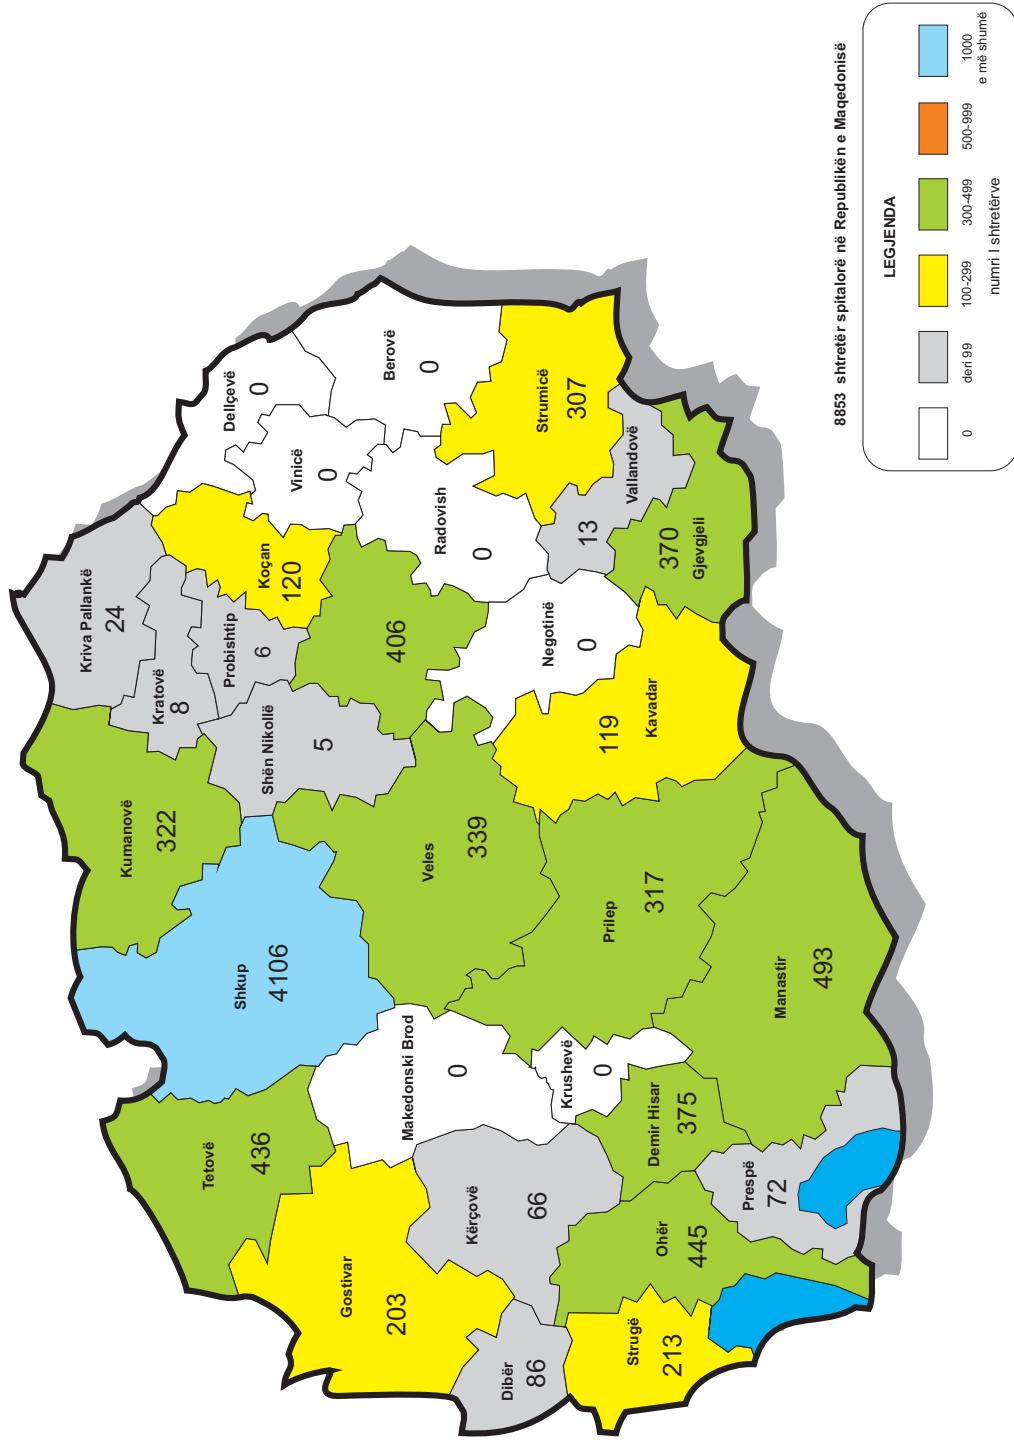 Kriva Pallankë
24
Kratovë
8
Probishtip
6
Kumanovë
322
Shën Nikollë
5
Koçan
120
Dellçevë
0
Vinicë
0
Berovë
0
Shkup
4106
Tetovë
436
Gostivar
203
Veles
339
406
Radovish
0
Strumicë
307
Makedonski Brod
0
Kërçovë
66
Dibër
86
Krushevë
0
Prilep
317
Negotinë
0
Kavadar
119
13
Vallandovë
370
Gjevgjeli
Demir Hisar
375
Ohër
445
Strugë
213
Prespë
72
Manastir
493
8853 shtretër spitalorë në Republikën e Maqedonisë
LEGJENDA
0
deri 99
100-299
300-499
500-999
1000
e më shumë
numri I shtretërve